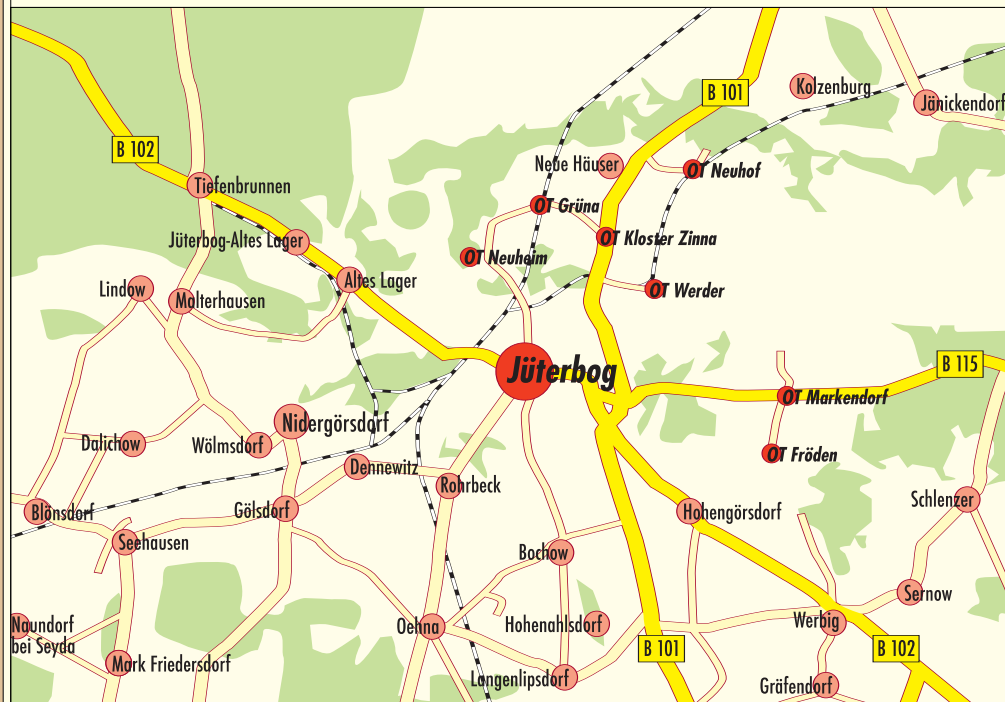 B 101
Kolzenburg
Jänickendorf
B 102
Neue Häuser
OT Neuhof
Tiefenbrunnen
OT Grüna
Jüterbog-Altes Lager
OT Kloster Zinna
OT Neuheim
Altes Lager
Lindow
Malterhausen
OT Werder
Jüterbog
B 115
OT Markendorf
Nidergörsdorf
Dalichow
Wölmsdorf
OT Fröden
Dennewitz
Rohrbeck
Schlenzer
Blönsdorf
Gölsdorf
Hohengörsdorf
Seehausen
Bochow
Sernow
Naundorf
bei Seyda
Oehna
Hohenahlsdorf
Werbig
B 101
B 102
Mark Friedersdorf
Langenlipsdorf
Gräfendorf